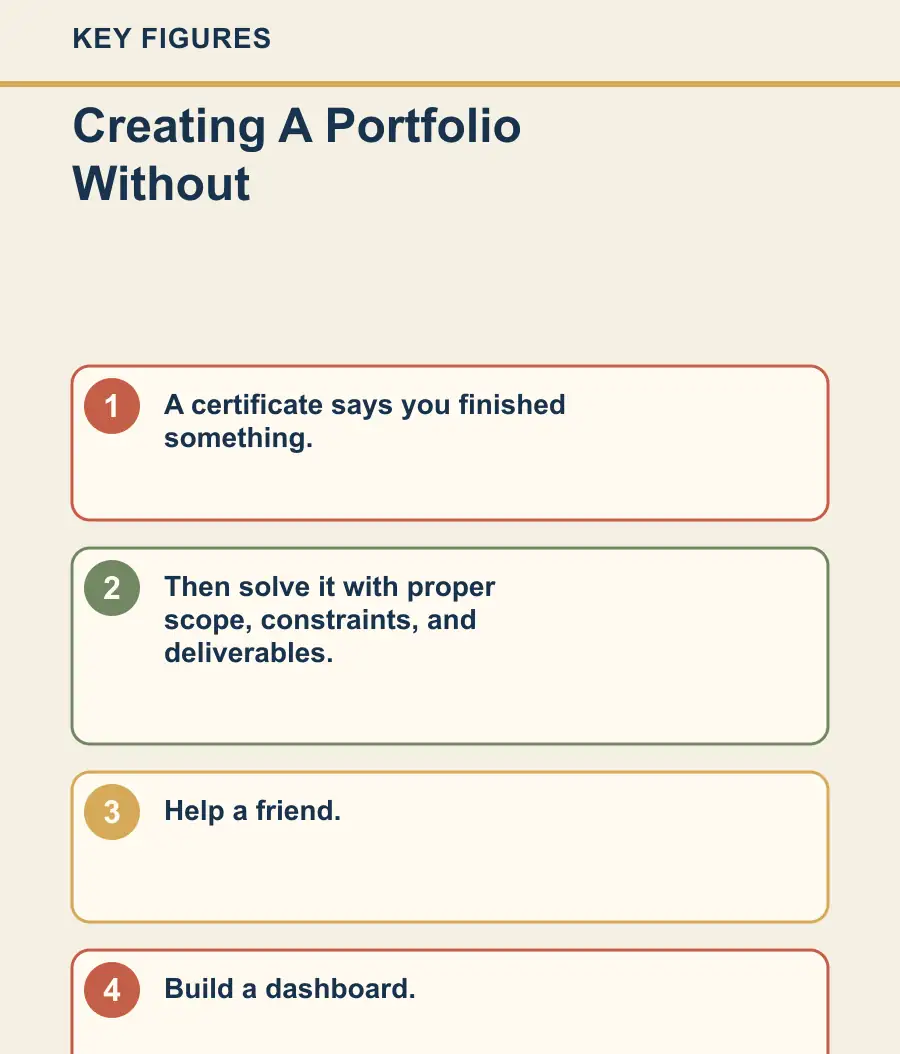 KEY FIGURES
Creating A Portfolio
Without
1
A certificate says you finished
something.
2
Then solve it with proper
scope, constraints, and
deliverables.
3
Help a friend.
4
Build a dashboard.